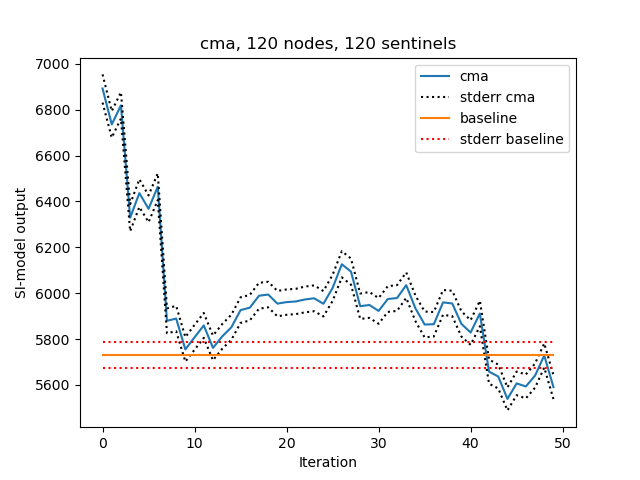 cma, 120 nodes, 120 sentinels
7000
6800
6600
6400
6200
6000
5800
5600
SI-model output
cma
stderr cma
baseline
stderr baseline
0
10
20
30
40
50
Iteration